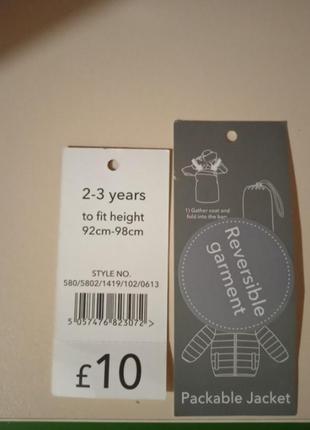 2-3 years
to fit height
92cm-98cm
STYLE NO.
580/5802/1419/102/0613
5 057476 823072 >
£10
1) Gather coat and
fold into the bag
Reversible
garment
Packable Jacket